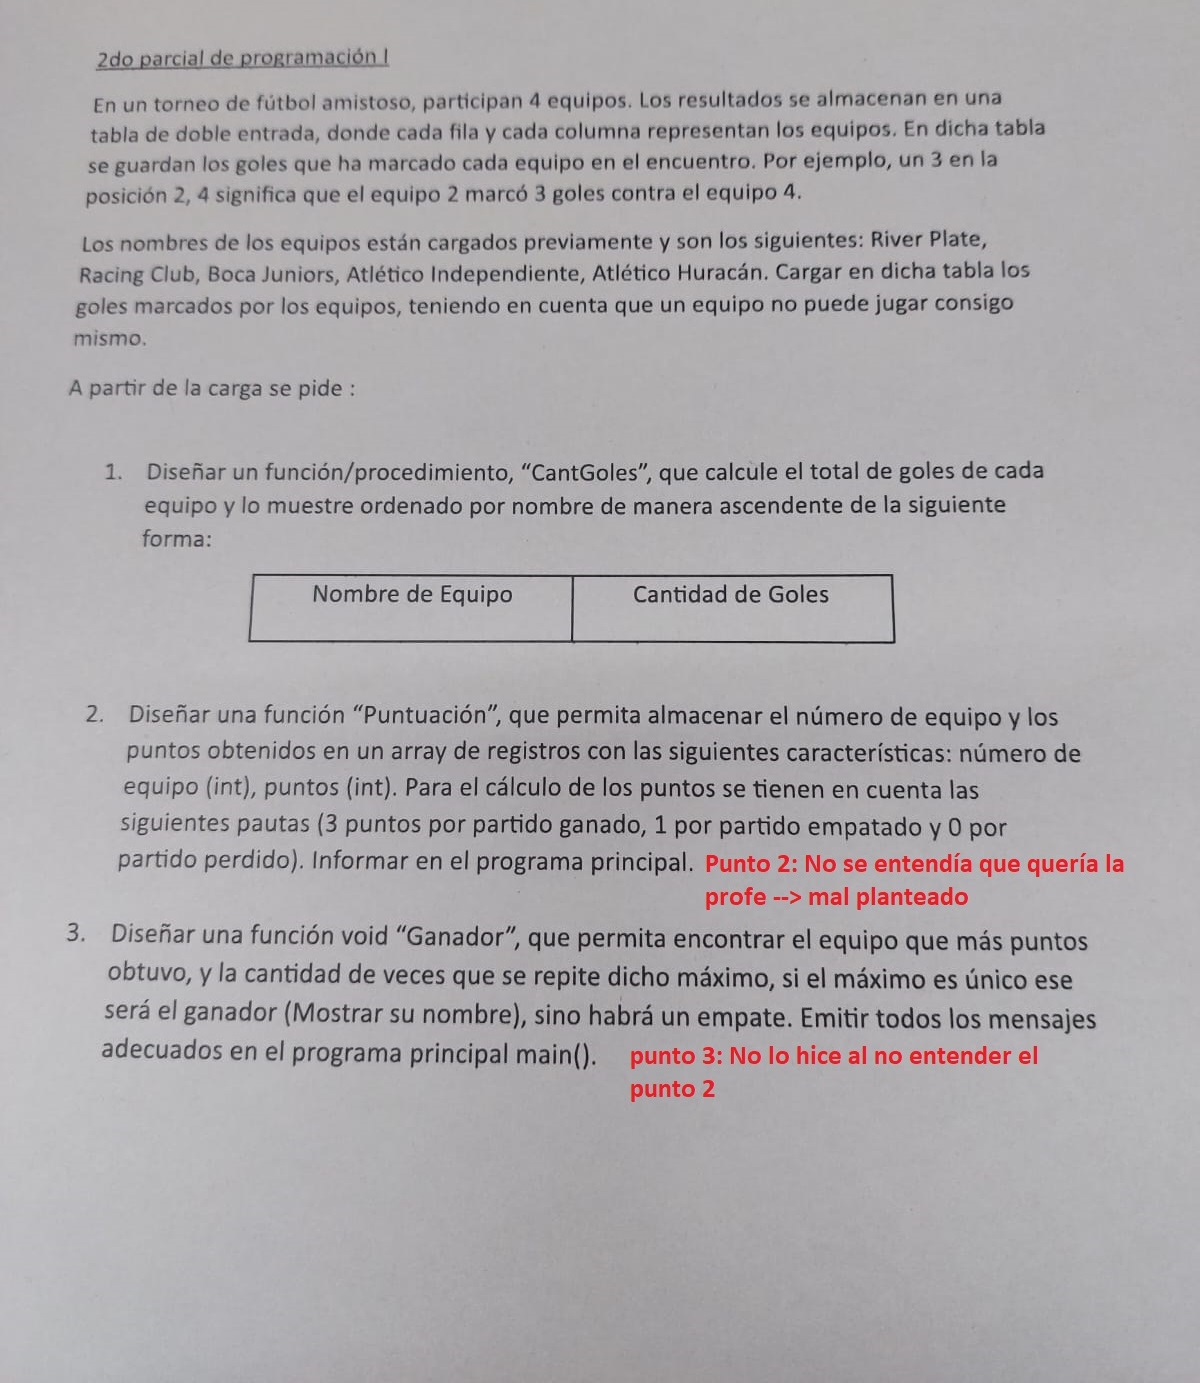 2do parcial de programación I
En un torneo de fútbol amistoso, participan 4 equipos. Los resultados se almacenan en una
tabla de doble entrada, donde cada fila y cada columna representan los equipos. En dicha tabla
se guardan los goles que ha marcado cada equipo en el encuentro. Por ejemplo, un 3 en la
posición 2, 4 significa que el equipo 2 marcó 3 goles contra el equipo 4.
Los nombres de los equipos están cargados previamente y son los siguientes: River Plate,
Racing Club, Boca Juniors, Atlético Independiente, Atlético Huracán. Cargar en dicha tabla los
goles marcados por los equipos, teniendo en cuenta que un equipo no puede jugar consigo
mismo.
A partir de la carga se pide :
1. Diseñar un función/procedimiento, “CantGoles”, que calcule el total de goles de cada
equipo y lo muestre ordenado por nombre de manera ascendente de la siguiente
forma:
Nombre de Equipo Cantidad de Goles
2. Diseñar una función “Puntuación”, que permita almacenar el número de equipo y los
puntos obtenidos en un array de registros con las siguientes características: número de
equipo (int), puntos (int). Para el cálculo de los puntos se tienen en cuenta las
siguientes pautas (3 puntos por partido ganado, 1 por partido empatado y 0 por
partido perdido). Informar en el programa principal. Punto 2: No se entendía que quería la
profe --> mal planteado
3. Diseñar una función void “Ganador”, que permita encontrar el equipo que más puntos
obtuvo, y la cantidad de veces que se repite dicho máximo, si el máximo es único ese
será el ganador (Mostrar su nombre), sino habrá un empate. Emitir todos los mensajes
adecuados en el programa principal main(). punto 3: No lo hice al no entender el
punto 2